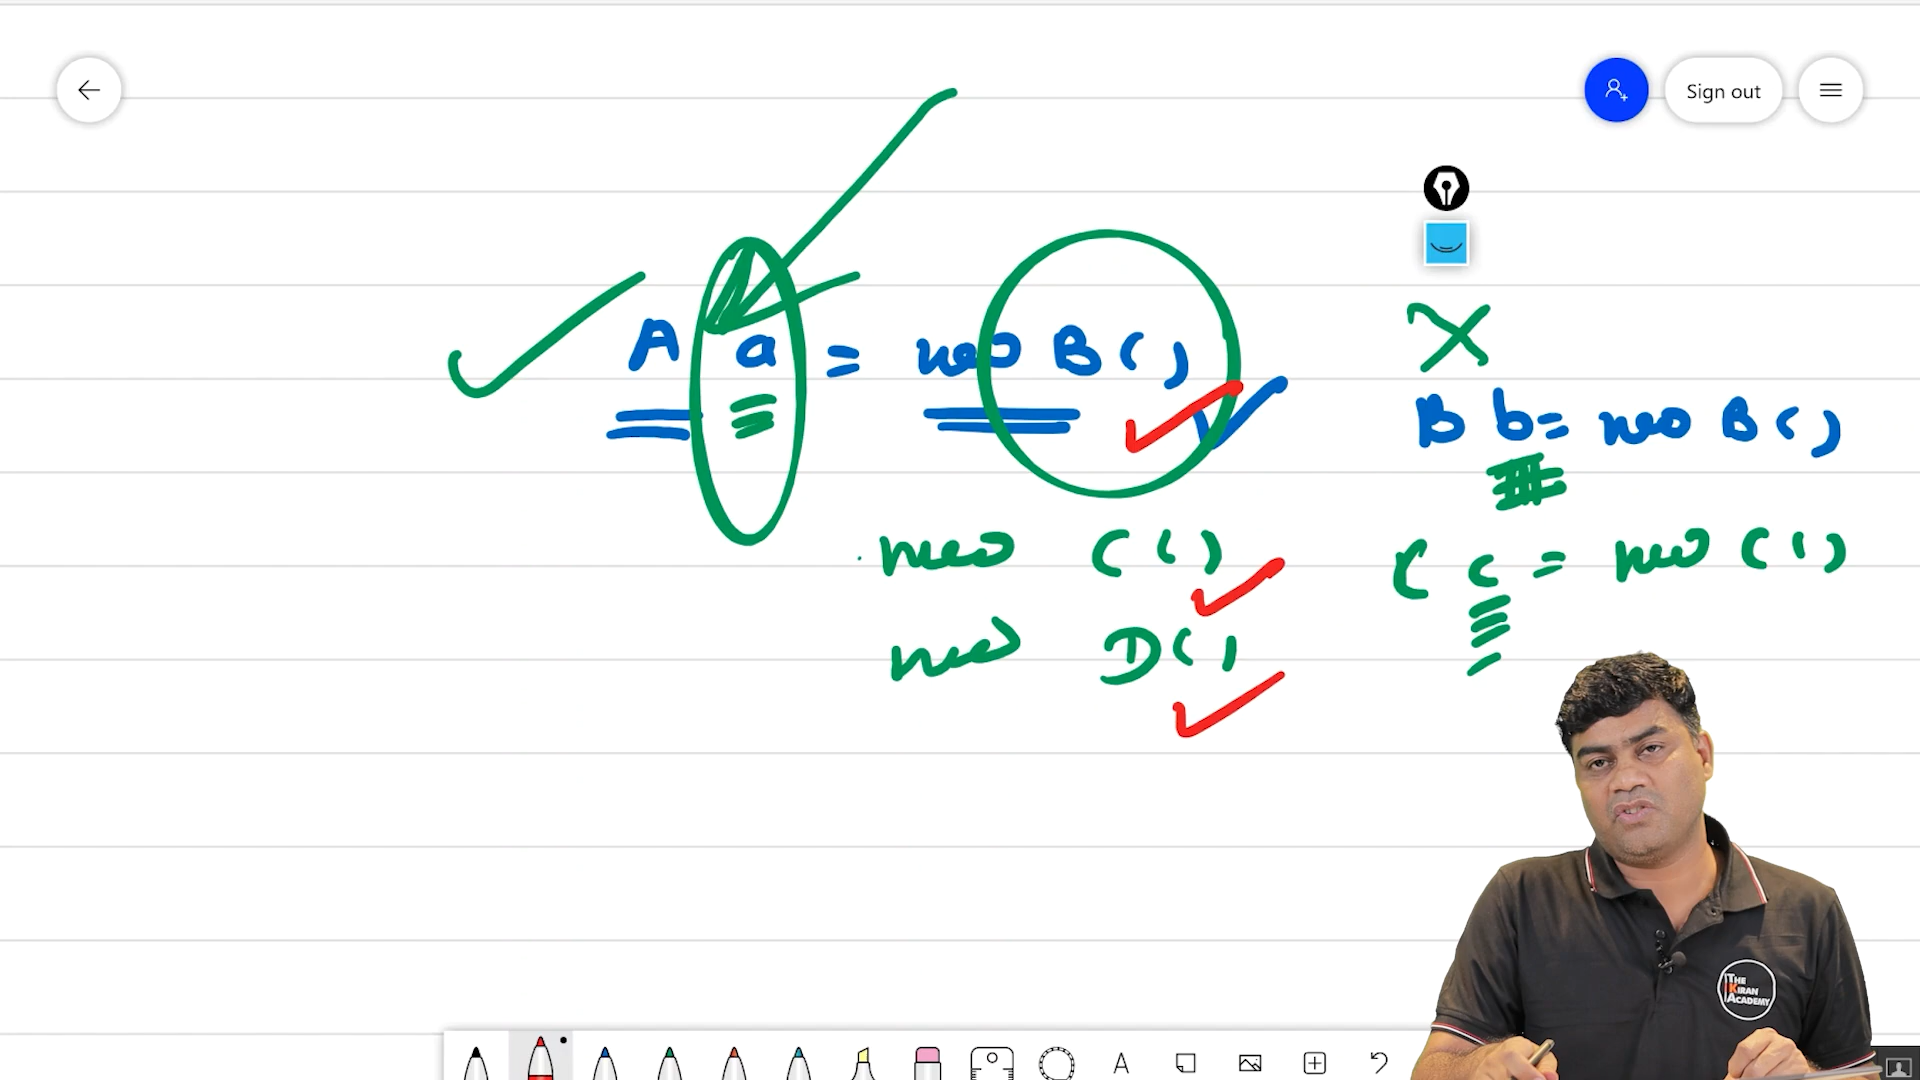 Sign out
A a = new B()
B b = new B()
new C()
C c = new C()
new D()
THE
KIRAN
ACADEMY
A